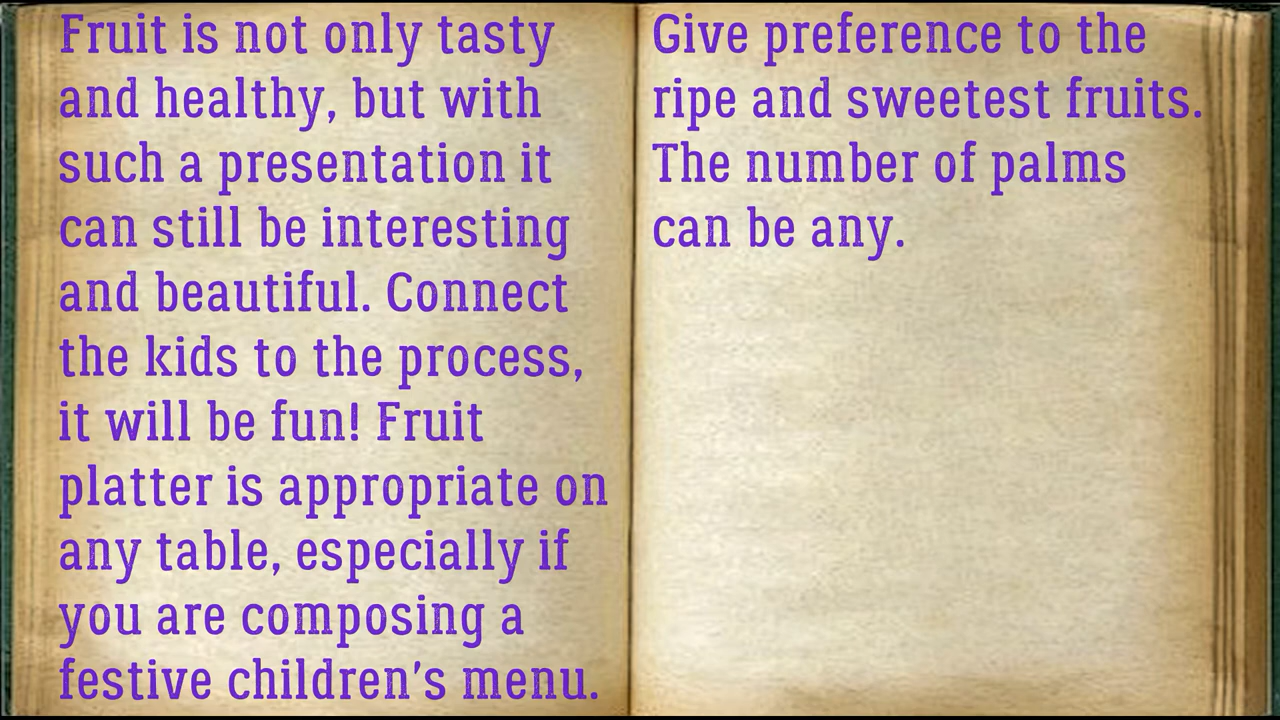 Fruit is not only tasty
and healthy, but with
such a presentation it
can still be interesting
and beautiful. Connect
the kids to the process,
it will be fun! Fruit
platter is appropriate on
any table, especially if
you are composing a
festive children's menu.
Give preference to the
ripe and sweetest fruits.
The number of palms
can be any.